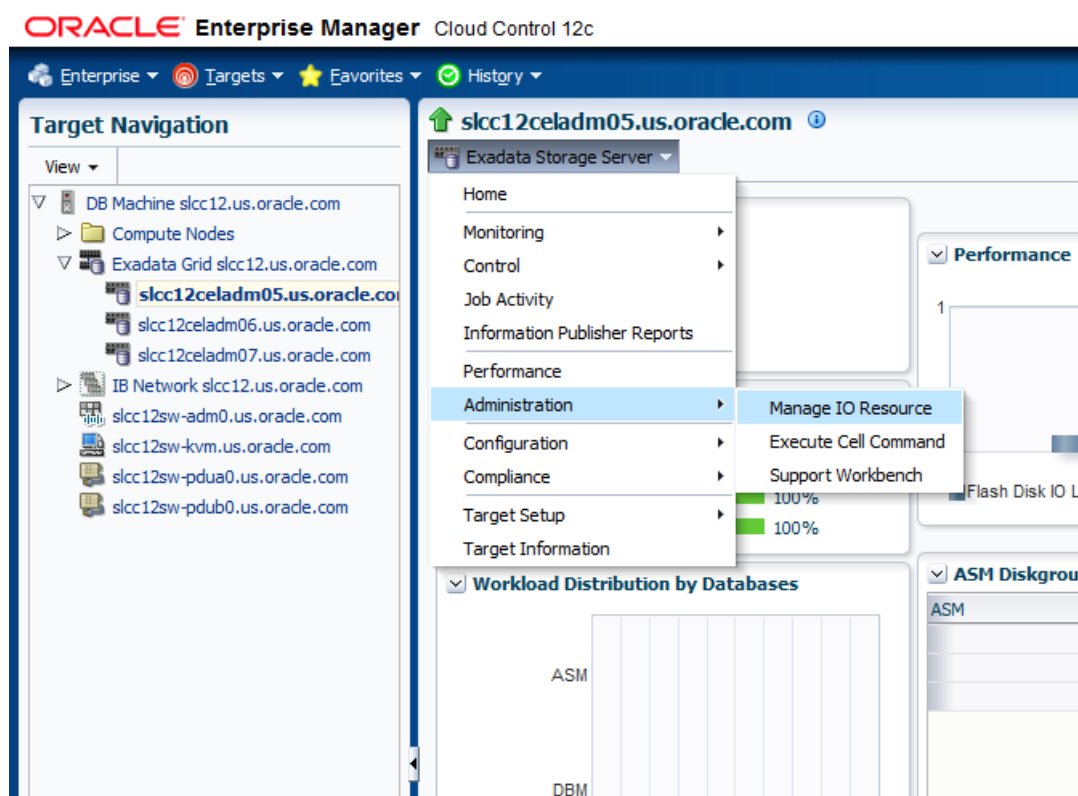 ORACLE Enterprise Manager Cloud Control 12c
Enterprise Targets Favorites History
Target Navigation
View
DB Machine slcc12.us.oracle.com
Compute Nodes
Exadata Grid slcc12.us.oracle.com
slcc12celadm05.us.oracle.co
slcc12celadm06.us.oracle.com
slcc12celadm07.us.oracle.com
IB Network slcc12.us.oracle.com
slcc12sw-adm0.us.oracle.com
slcc12sw-kvm.us.oracle.com
slcc12sw-pdua0.us.oracle.com
slcc12sw-pdub0.us.oracle.com
slcc12celadm05.us.oracle.com
Exadata Storage Server
Home
Monitoring
Control
Job Activity
Information Publisher Reports
Performance
Administration
Configuration
Compliance
Target Setup
Target Information
Manage IO Resource
Execute Cell Command
Support Workbench
100%
100%
Workload Distribution by Databases
ASM
DBM
Performance
1
Flash Disk IO L
ASM Diskgrou
ASM